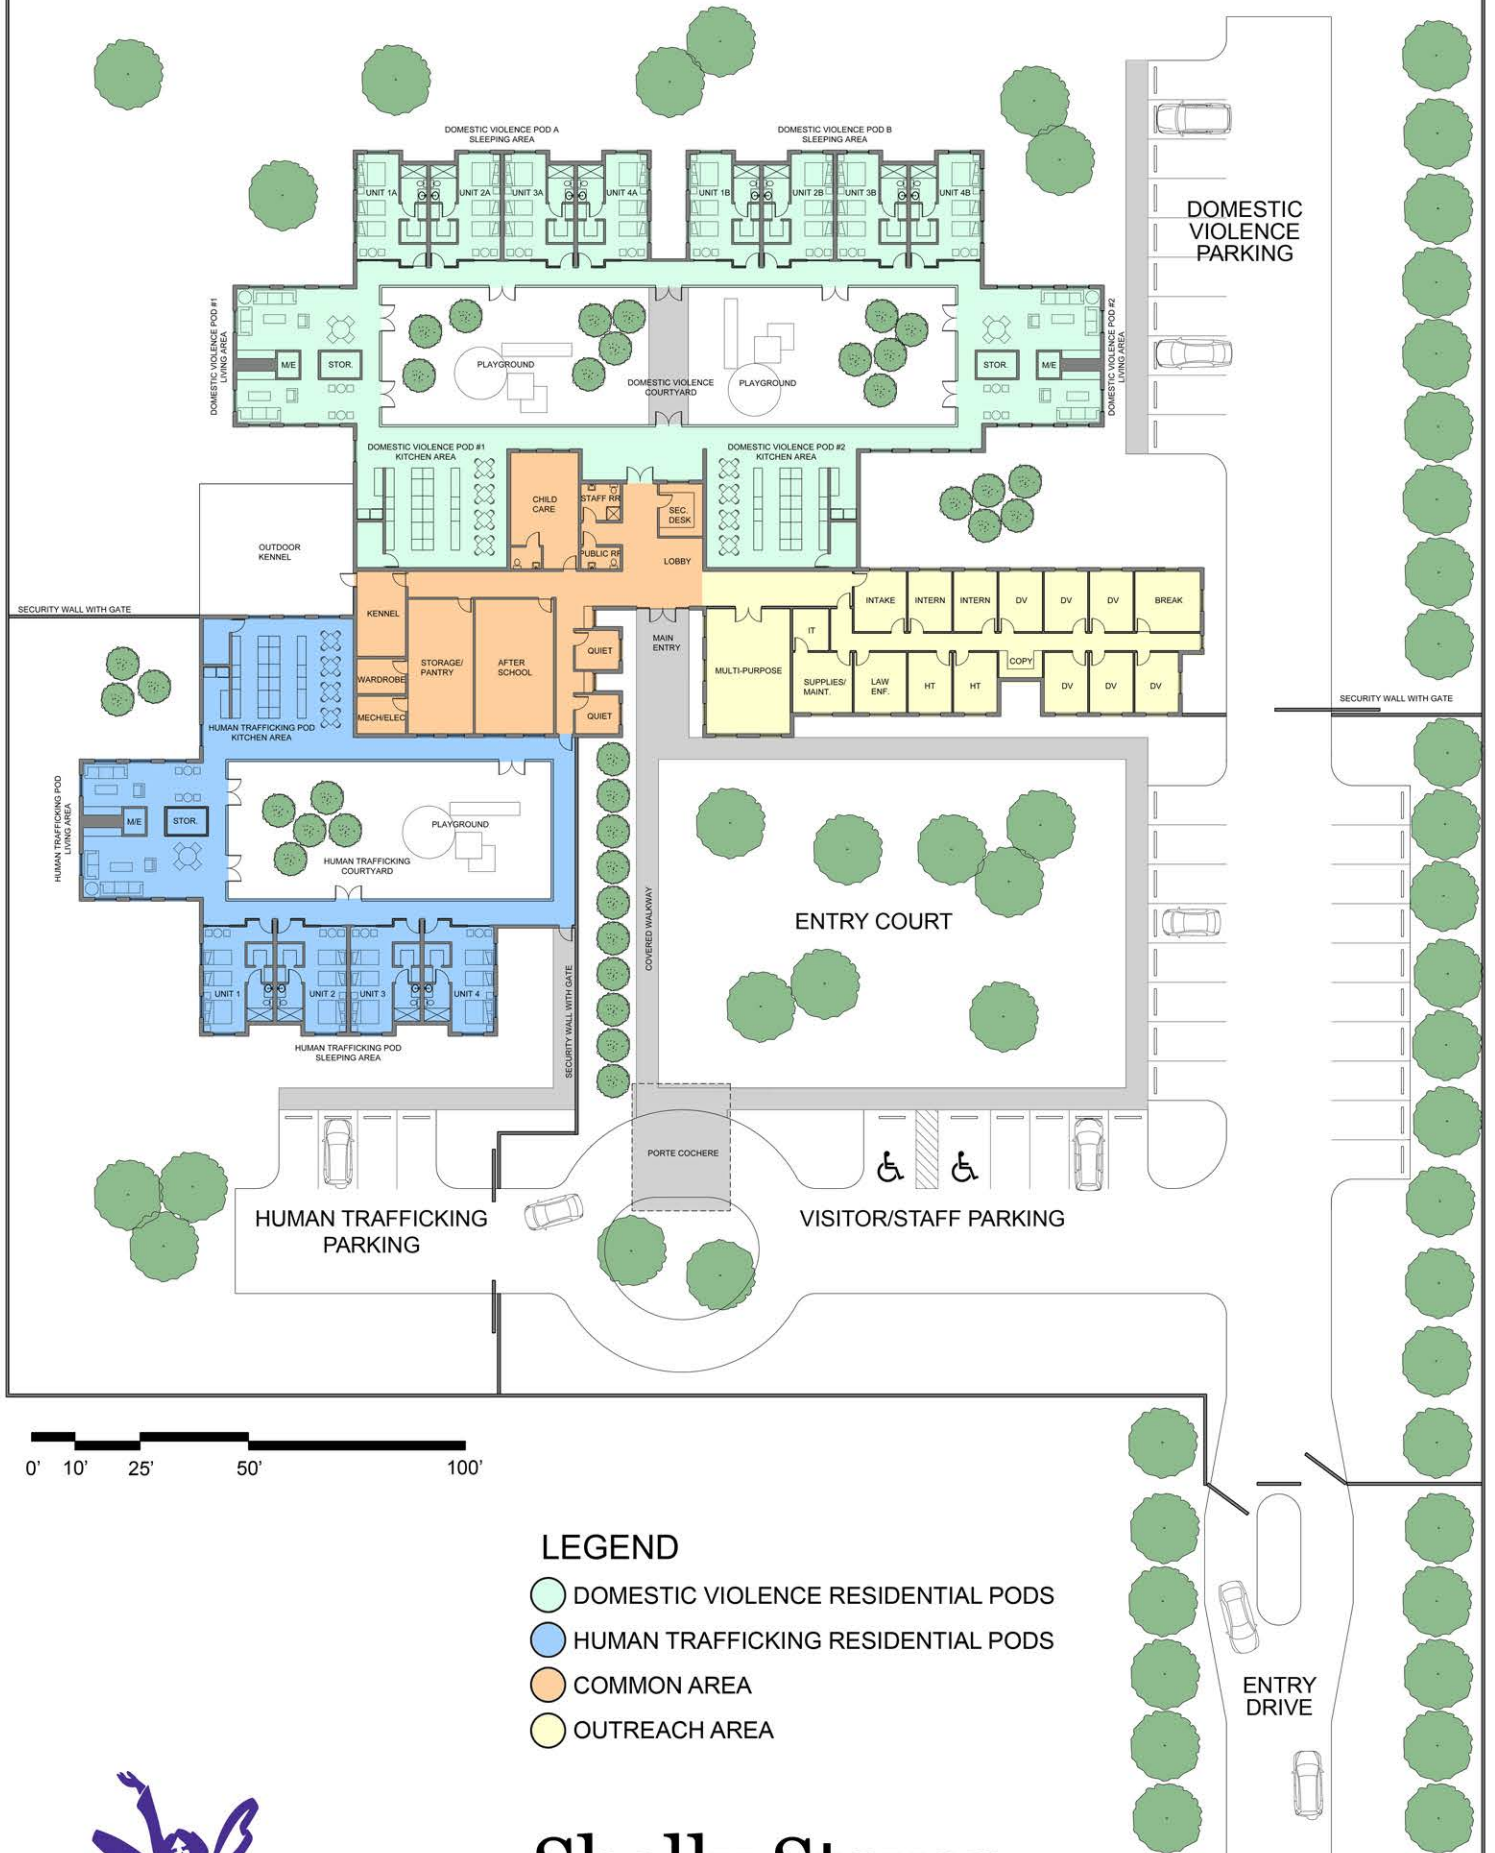 DOMESTIC VIOLENCE POD A
SLEEPING AREA
DOMESTIC VIOLENCE POD B
SLEEPING AREA
UNIT 1A
UNIT 2A
UNIT 3A
UNIT 4A
UNIT 1B
UNIT 2B
UNIT 3B
UNIT 4B
DOMESTIC
VIOLENCE
PARKING
DOMESTIC VIOLENCE POD #1
LIVING AREA
M/E
STOR.
PLAYGROUND
DOMESTIC VIOLENCE
COURTYARD
PLAYGROUND
STOR.
M/E
DOMESTIC VIOLENCE POD #2
LIVING AREA
DOMESTIC VIOLENCE POD #1
KITCHEN AREA
DOMESTIC VIOLENCE POD #2
KITCHEN AREA
CHILD
CARE
STAFF RR
SEC.
DESK
PUBLIC RR
LOBBY
OUTDOOR
KENNEL
SECURITY WALL WITH GATE
KENNEL
STORAGE/
PANTRY
AFTER
SCHOOL
WARDROBE
MECH/ELEC
QUIET
QUIET
MAIN
ENTRY
MULTI-PURPOSE
IT
SUPPLIES/
MAINT.
INTAKE
INTERN
INTERN
DV
DV
DV
BREAK
LAW
ENF.
HT
HT
COPY
DV
DV
DV
SECURITY WALL WITH GATE
HUMAN TRAFFICKING POD
KITCHEN AREA
HUMAN TRAFFICKING POD
LIVING AREA
M/E
STOR.
PLAYGROUND
HUMAN TRAFFICKING
COURTYARD
UNIT 1
UNIT 2
UNIT 3
UNIT 4
HUMAN TRAFFICKING POD
SLEEPING AREA
SECURITY WALL WITH GATE
COVERED WALKWAY
ENTRY COURT
PORTE COCHERE
HUMAN TRAFFICKING
PARKING
VISITOR/STAFF PARKING
0' 10' 25' 50' 100'
LEGEND
DOMESTIC VIOLENCE RESIDENTIAL PODS
HUMAN TRAFFICKING RESIDENTIAL PODS
COMMON AREA
OUTREACH AREA
ENTRY
DRIVE